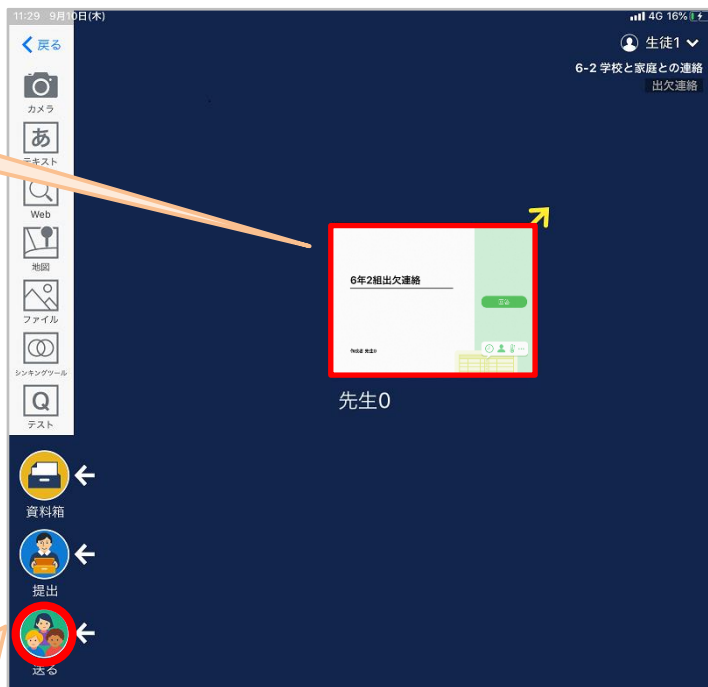 11:29 9月10日(木)
4G 16%
戻る
生徒1
6-2 学校と家庭との連絡
出欠連絡
カメラ
あ
テキスト
Web
地図
ファイル
シンキングツール
Q
テスト
6年2組出欠連絡
先生0
資料箱
提出
送る